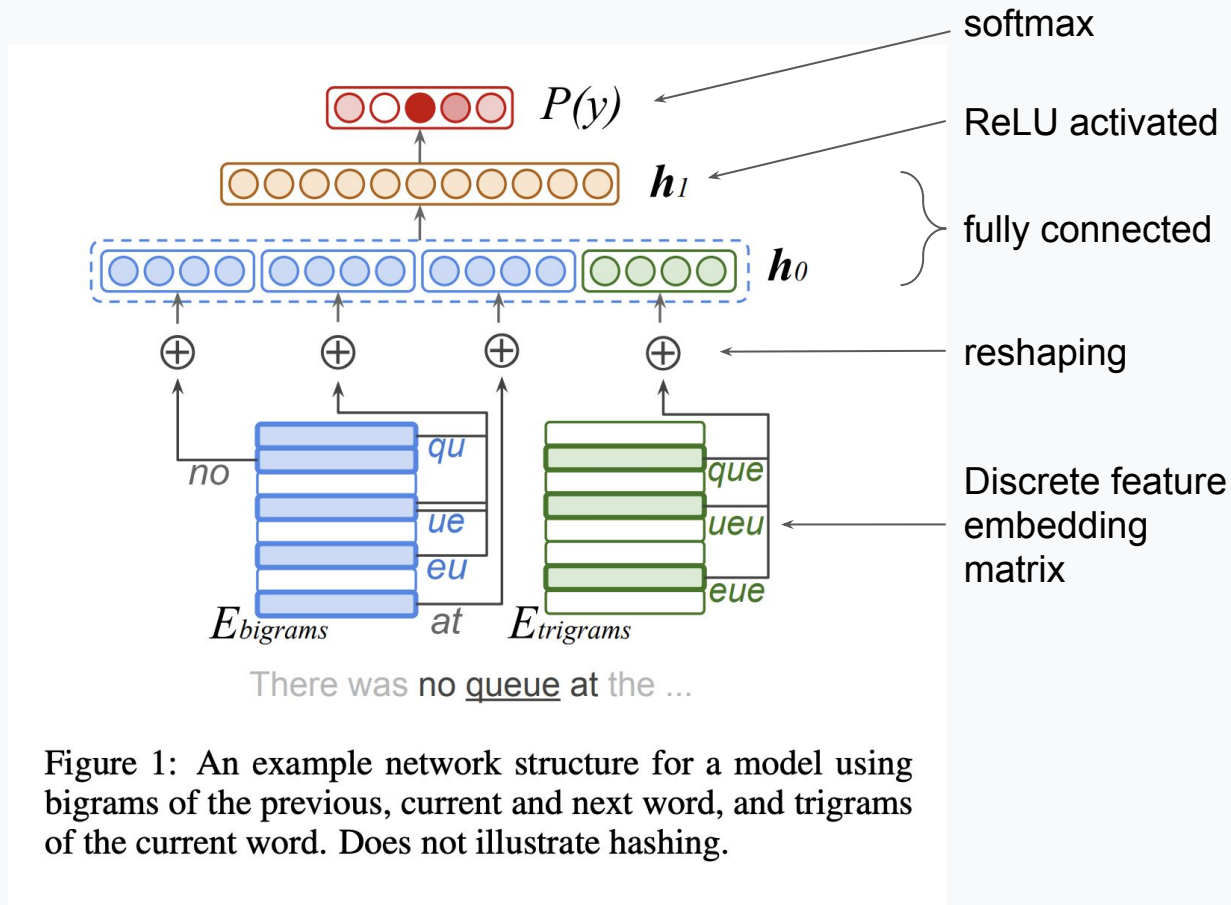 softmax
P(y)
ReLU activated
h1
fully connected
h0
reshaping
no
qu
ue
eu
at
que
ueu
eue
Discrete feature
embedding
matrix
Ebigrams
Etrigrams
There was no queue at the ...
Figure 1: An example network structure for a model using
bigrams of the previous, current and next word, and trigrams
of the current word. Does not illustrate hashing.